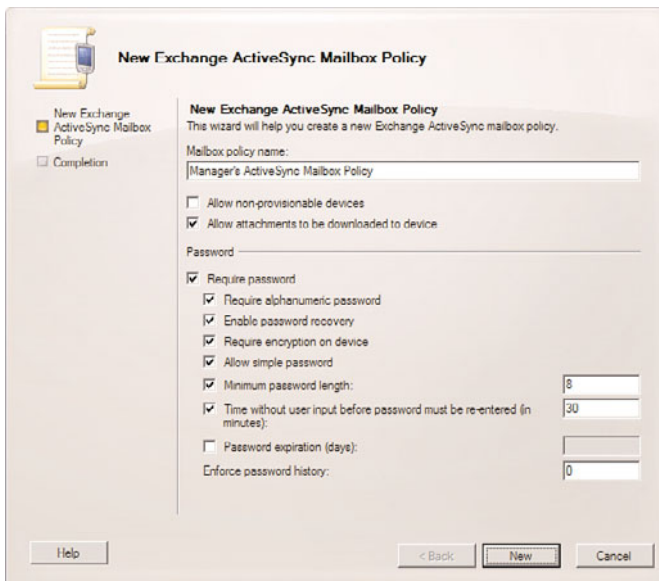 New Exchange ActiveSync Mailbox Policy
New Exchange
ActiveSync Mailbox
Policy
Completion
New Exchange ActiveSync Mailbox Policy
This wizard will help you create a new Exchange ActiveSync mailbox policy.
Mailbox policy name:
Manager's ActiveSync Mailbox Policy
Allow non-provisionable devices
Allow attachments to be downloaded to device
Password
Require password
Require alphanumeric password
Enable password recovery
Require encryption on device
Allow simple password
Minimum password length: 8
Time without user input before password must be re-entered (in 30
minutes):
Password expiration (days):
Enforce password history: 0
Help < Back New Cancel